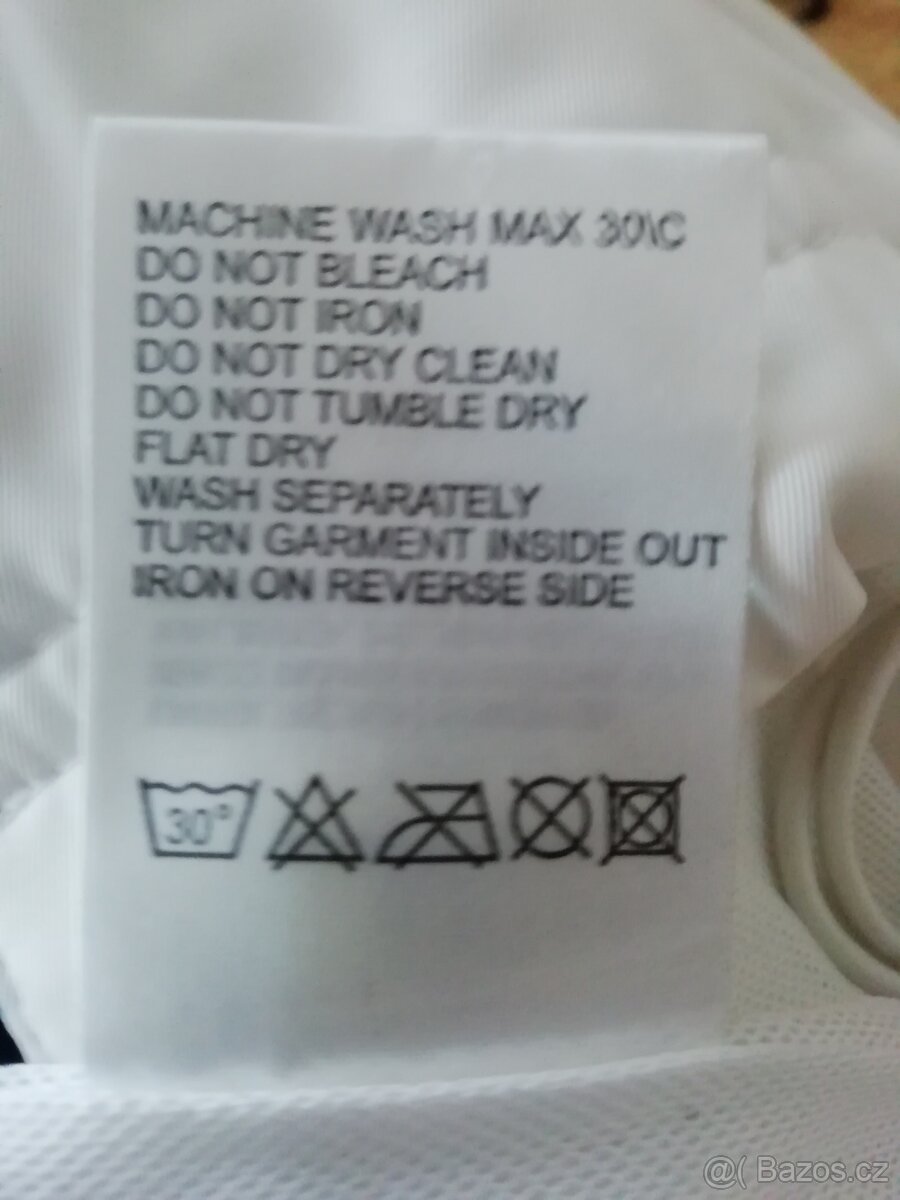 MACHINE WASH MAX 30\C
DO NOT BLEACH
DO NOT IRON
DO NOT DRY CLEAN
DO NOT TUMBLE DRY
FLAT DRY
WASH SEPARATELY
TURN GARMENT INSIDE OUT
IRON ON REVERSE SIDE
30°
@( Bazos.cz